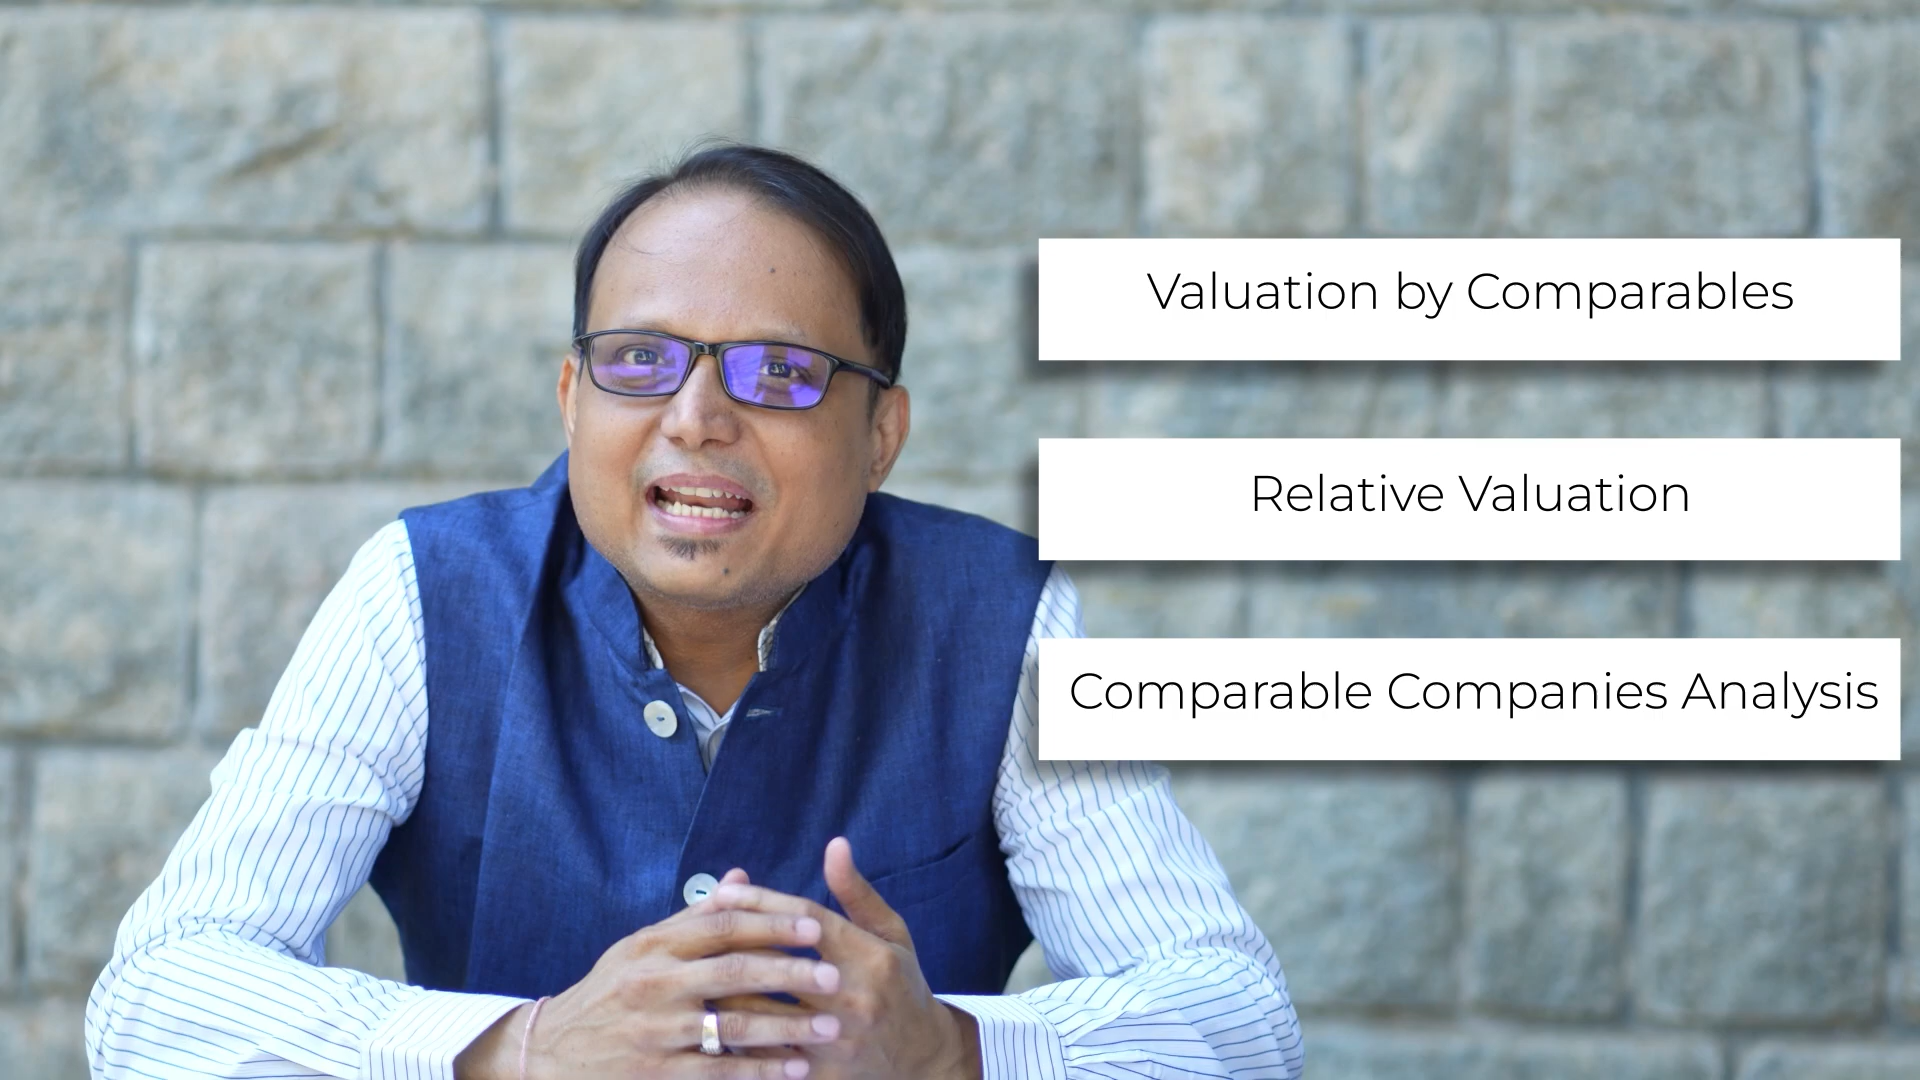 Valuation by Comparables
Relative Valuation
Comparable Companies Analysis